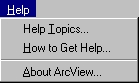 Help
Help Topics...
How to Get Help...
About ArcView...